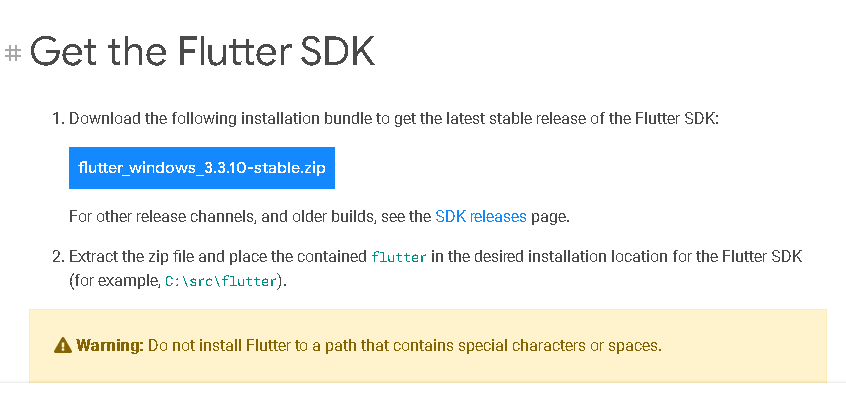 # Get the Flutter SDK
1. Download the following installation bundle to get the latest stable release of the Flutter SDK:
flutter_windows_3.3.10-stable.zip
For other release channels, and older builds, see the SDK releases page.
2. Extract the zip file and place the contained flutter in the desired installation location for the Flutter SDK
(for example, C:\src\flutter).
Warning: Do not install Flutter to a path that contains special characters or spaces.